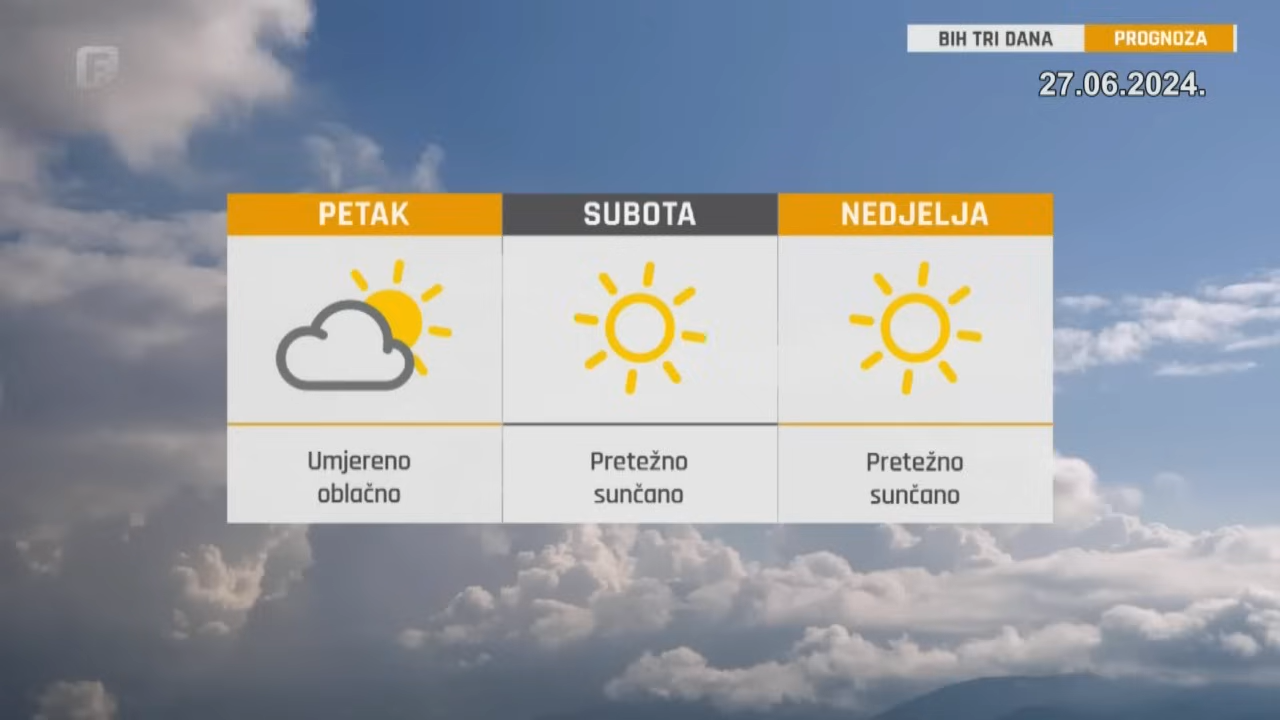 BIH TRI DANA PROGNOZA
27.06.2024.
PETAK SUBOTA NEDJELJA
Umjereno
oblačno
Pretežno
sunčano
Pretežno
sunčano